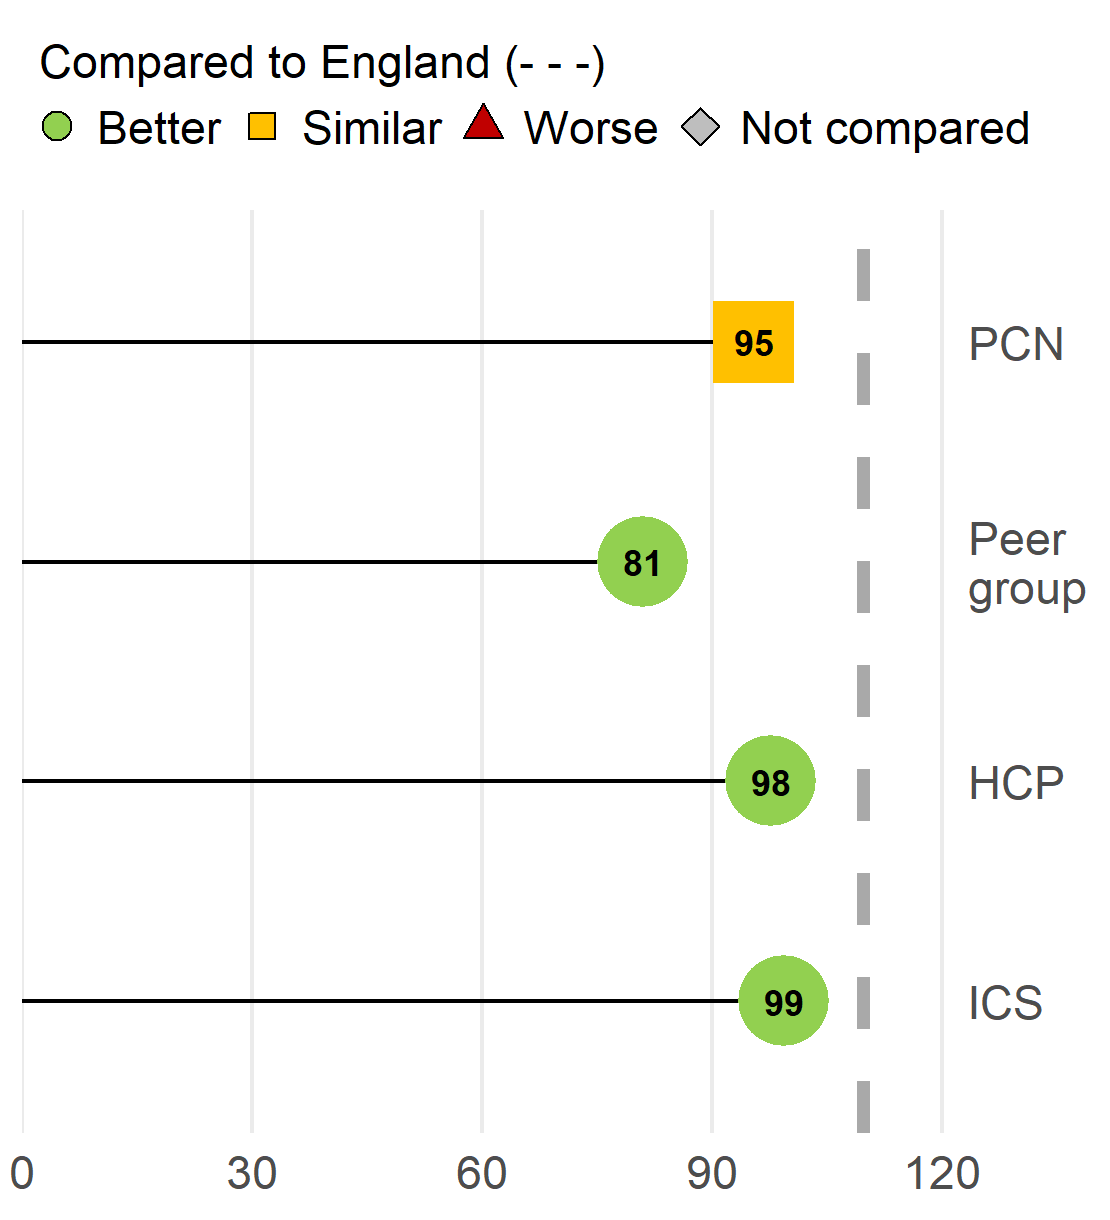 Compared to England (- - -)
Better Similar Worse Not compared
95 PCN
81 Peer
group
98 HCP
99 ICS
0 30 60 90 120